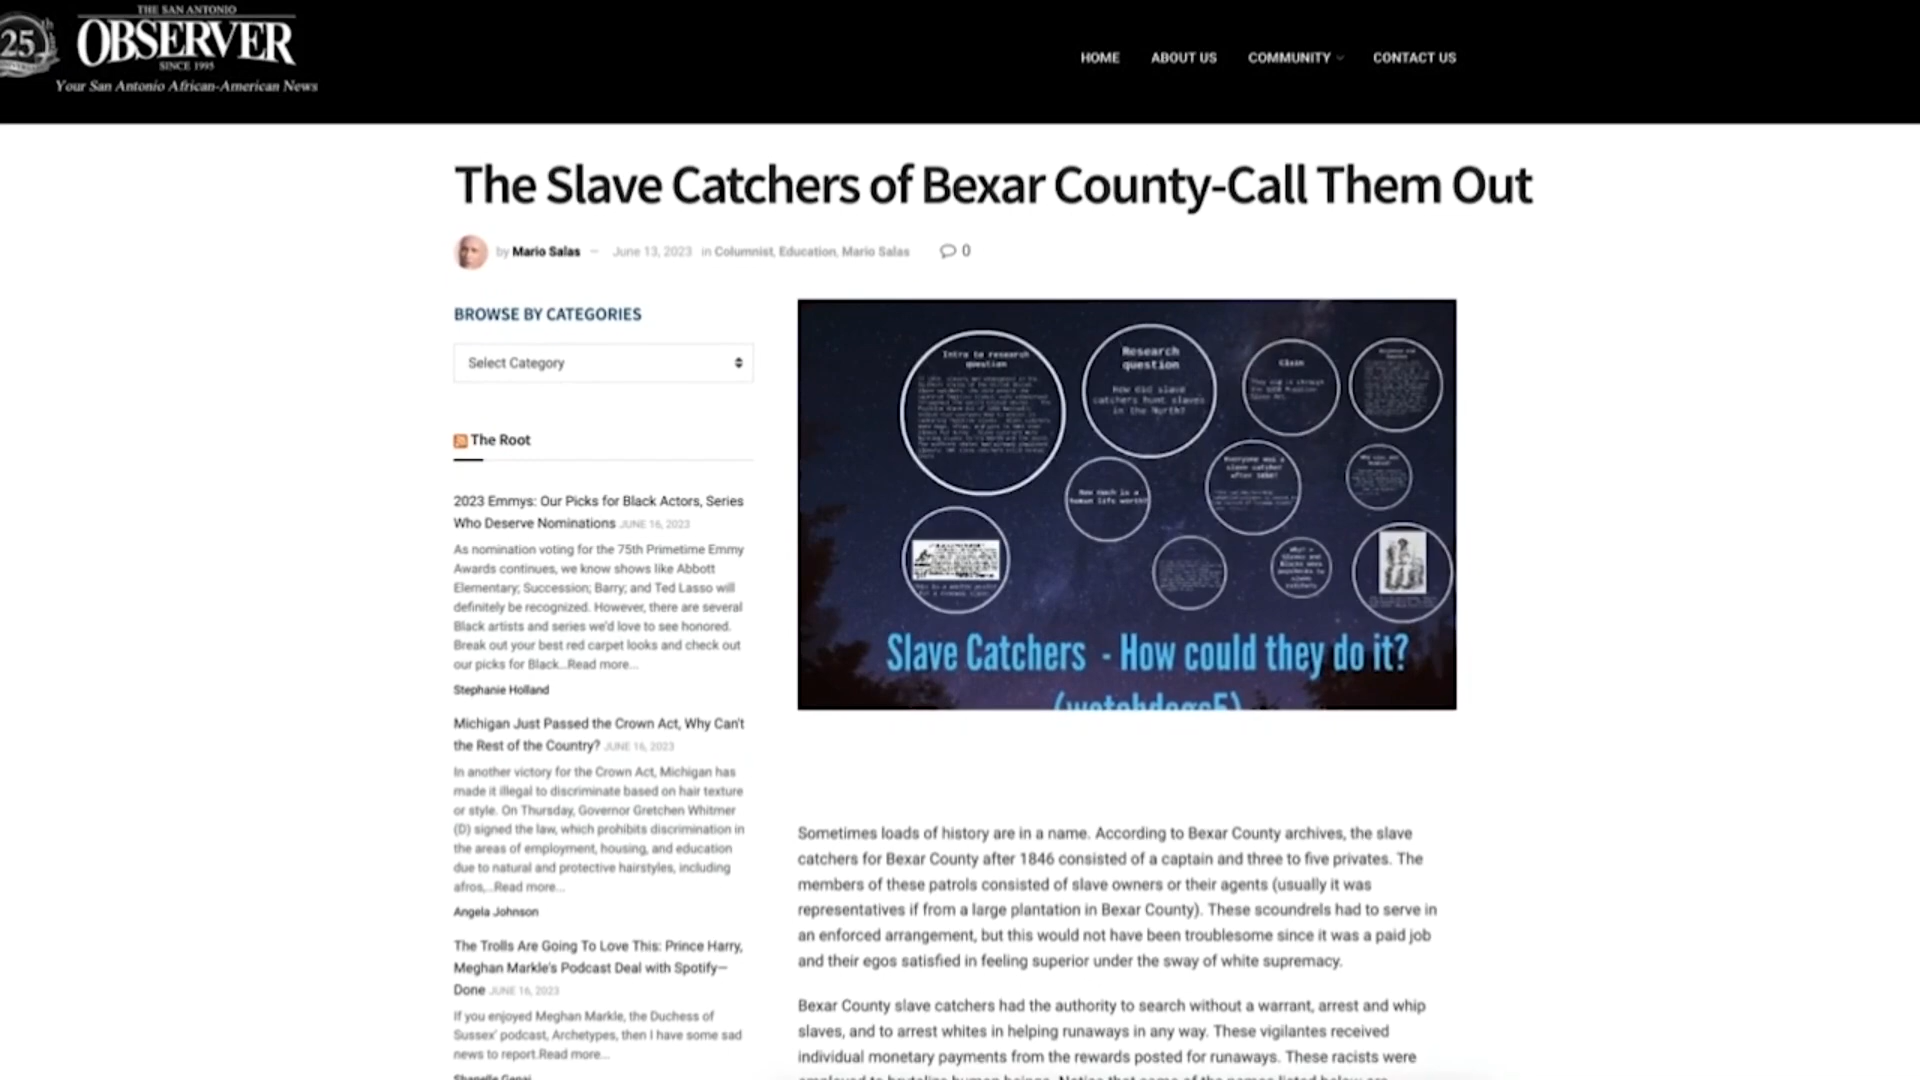 THE SAN ANTONIO
25th
OBSERVER
SINCE 1995
Your San Antonio African-American News
HOME
ABOUT US
COMMUNITY
CONTACT US
The Slave Catchers of Bexar County-Call Them Out
by Mario Salas — June 13, 2023 in Columnist, Education, Mario Salas
0
BROWSE BY CATEGORIES
Select Category
The Root
2023 Emmys: Our Picks for Black Actors, Series
Who Deserve Nominations JUNE 16, 2023
As nomination voting for the 75th Primetime Emmy
Awards continues, we know shows like Abbott
Elementary; Succession; Barry; and Ted Lasso will
definitely be recognized. However, there are several
Black artists and series we'd love to see honored.
Break out your best red carpet looks and check out
our picks for Black...Read more...
Stephanie Holland
Michigan Just Passed the Crown Act, Why Can't
the Rest of the Country? JUNE 16, 2023
In another victory for the Crown Act, Michigan has
made it illegal to discriminate based on hair texture
or style. On Thursday, Governor Gretchen Whitmer
(D) signed the law, which prohibits discrimination in
the areas of employment, housing, and education
due to natural and protective hairstyles, including
afros,...Read more...
Angela Johnson
The Trolls Are Going To Love This: Prince Harry,
Meghan Markle's Podcast Deal with Spotify—
Done JUNE 16, 2023
If you enjoyed Meghan Markle, the Duchess of
Sussex' podcast, Archetypes, then I have some sad
news to report.Read more...
Intro to research
question
Research
question
How did slave
catchers hunt slaves
in the North?
Claim
How much is a
human life worth?
Everyone was a
slave catcher
after 1850!
Slave Catchers - How could they do it?
(watchdogs5)
Sometimes loads of history are in a name. According to Bexar County archives, the slave
catchers for Bexar County after 1846 consisted of a captain and three to five privates. The
members of these patrols consisted of slave owners or their agents (usually it was
representatives if from a large plantation in Bexar County). These scoundrels had to serve in
an enforced arrangement, but this would not have been troublesome since it was a paid job
and their egos satisfied in feeling superior under the sway of white supremacy.
Bexar County slave catchers had the authority to search without a warrant, arrest and whip
slaves, and to arrest whites in helping runaways in any way. These vigilantes received
individual monetary payments from the rewards posted for runaways. These racists were